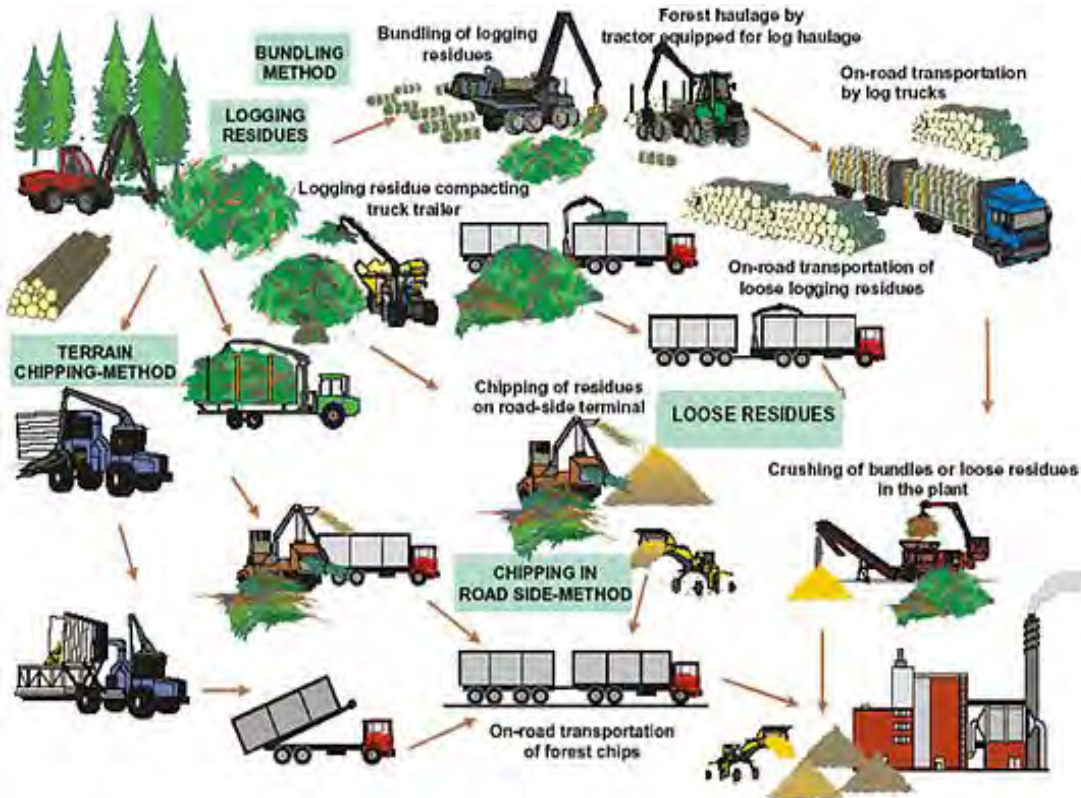 BUNDLING
METHOD
Bundling of logging
residues
Forest haulage by
tractor equipped for log haulage
On-road transportation
by log trucks
LOGGING
RESIDUES
Logging residue compacting
truck trailer
On-road transportation of
loose logging residues
TERRAIN
CHIPPING-METHOD
Chipping of residues
on road-side terminal
LOOSE RESIDUES
Crushing of bundles or loose residues
in the plant
CHIPPING IN
ROAD SIDE-METHOD
On-road transportation
of forest chips